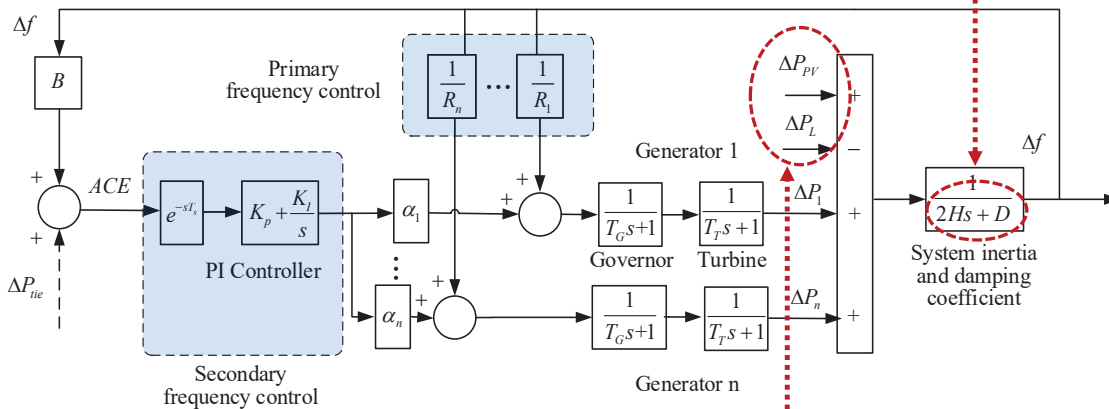 Δf
B
+
+
ACE
ΔP_tie
e^{-sT_s}
K_p + K_I/s
PI Controller
Secondary
frequency control
Primary
frequency control
1/R_n
...
1/R_1
α_1
⋮
α_n
+
+
+
+
Generator 1
1/(T_G s+1)
Governor
1/(T_T s+1)
Turbine
1/(T_G s+1)
1/(T_T s+1)
Generator n
ΔP_PV
ΔP_L
ΔP_1
ΔP_n
+
−
+
+
1/(2Hs + D)
System inertia
and damping
coefficient
Δf